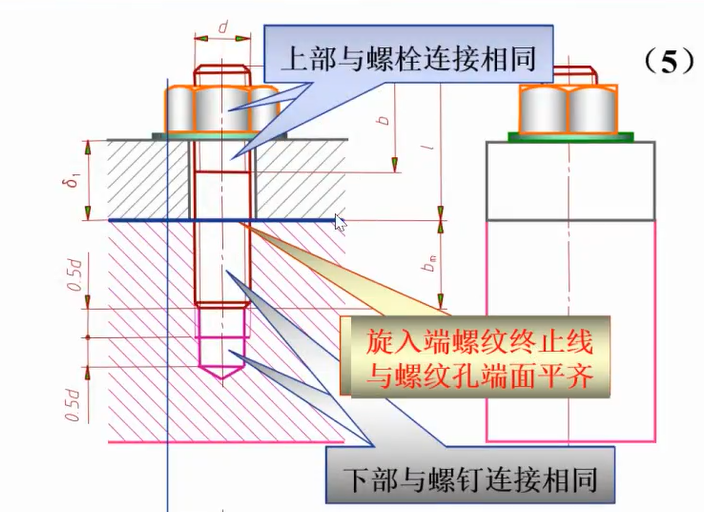 d
上部与螺栓连接相同
(5)
b
l
δ₁
bₘ
0.5d
旋入端螺纹终止线
与螺纹孔端面平齐
0.5d
下部与螺钉连接相同